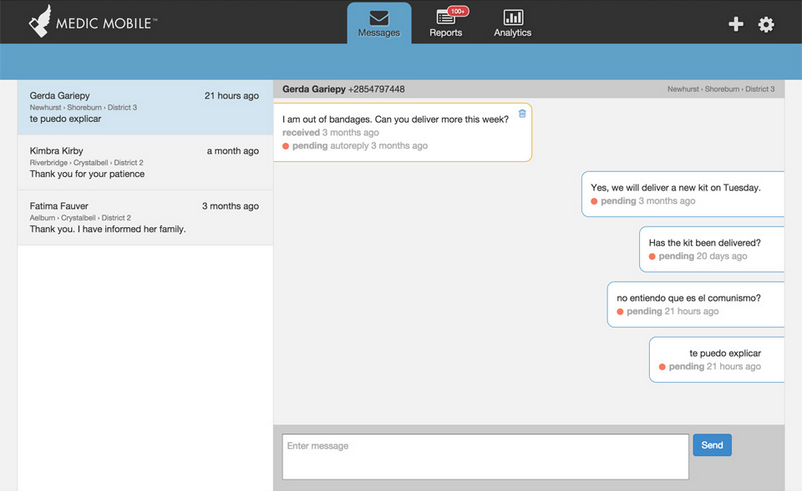 MEDIC MOBILE™
Messages
Reports
100+
Analytics
Gerda Gariepy 21 hours ago
Newhurst • Shoreburn • District 3
te puedo explicar
Kimbra Kirby a month ago
Riverbridge • Crystalbell • District 2
Thank you for your patience
Fatima Fauver 3 months ago
Aelburn • Crystalbell • District 2
Thank you. I have informed her family.
Gerda Gariepy +2854797448 Newhurst • Shoreburn • District 3
I am out of bandages. Can you deliver more this week?
received 3 months ago
pending autoreply 3 months ago
Yes, we will deliver a new kit on Tuesday.
pending 3 months ago
Has the kit been delivered?
pending 20 days ago
no entiendo que es el comunismo?
pending 21 hours ago
te puedo explicar
pending 21 hours ago
Enter message
Send